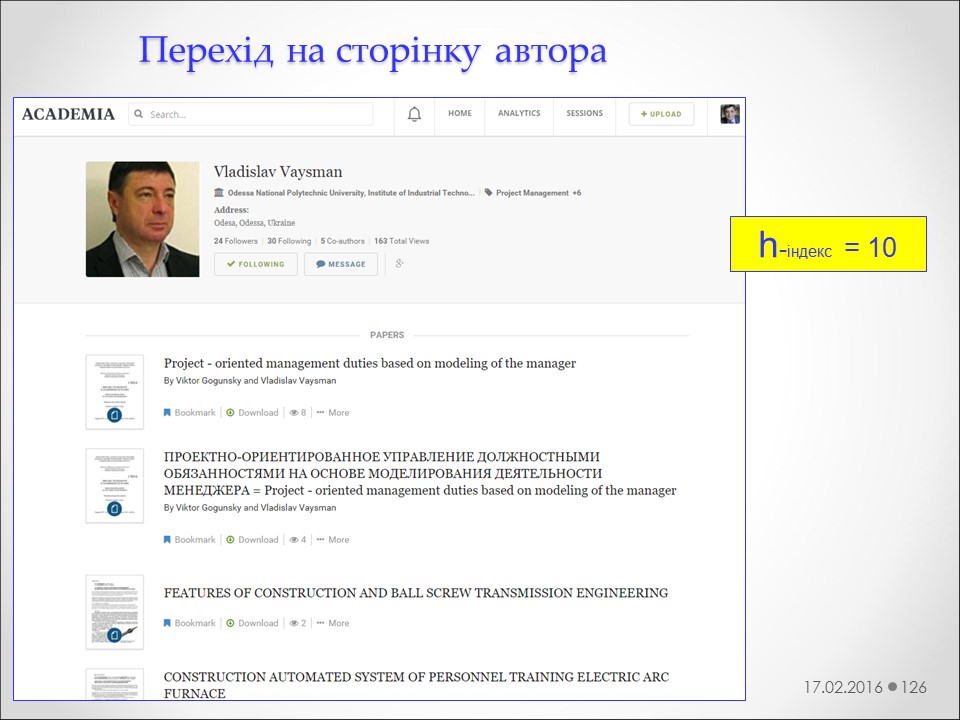 Перехід на сторінку автора
ACADEMIA
Search...
HOME
ANALYTICS
SESSIONS
+ UPLOAD
Vladislav Vaysman
Odessa National Polytechnic University, Institute of Industrial Techno... | Project Management +6
Address:
Odesa, Odessa, Ukraine
24 Followers | 30 Following | 5 Co-authors | 163 Total Views
FOLLOWING
MESSAGE
h-індекс = 10
PAPERS
Project - oriented management duties based on modeling of the manager
By Viktor Gogunsky and Vladislav Vaysman
Bookmark | Download | 8 | ••• More
ПРОЕКТНО-ОРИЕНТИРОВАННОЕ УПРАВЛЕНИЕ ДОЛЖНОСТНЫМИ
ОБЯЗАННОСТЯМИ НА ОСНОВЕ МОДЕЛИРОВАНИЯ ДЕЯТЕЛЬНОСТИ
МЕНЕДЖЕРА = Project - oriented management duties based on modeling of the manager
By Viktor Gogunsky and Vladislav Vaysman
Bookmark | Download | 4 | ••• More
FEATURES OF CONSTRUCTION AND BALL SCREW TRANSMISSION ENGINEERING
Bookmark | Download | 2 | ••• More
CONSTRUCTION AUTOMATED SYSTEM OF PERSONNEL TRAINING ELECTRIC ARC
FURNACE
17.02.2016 ● 126